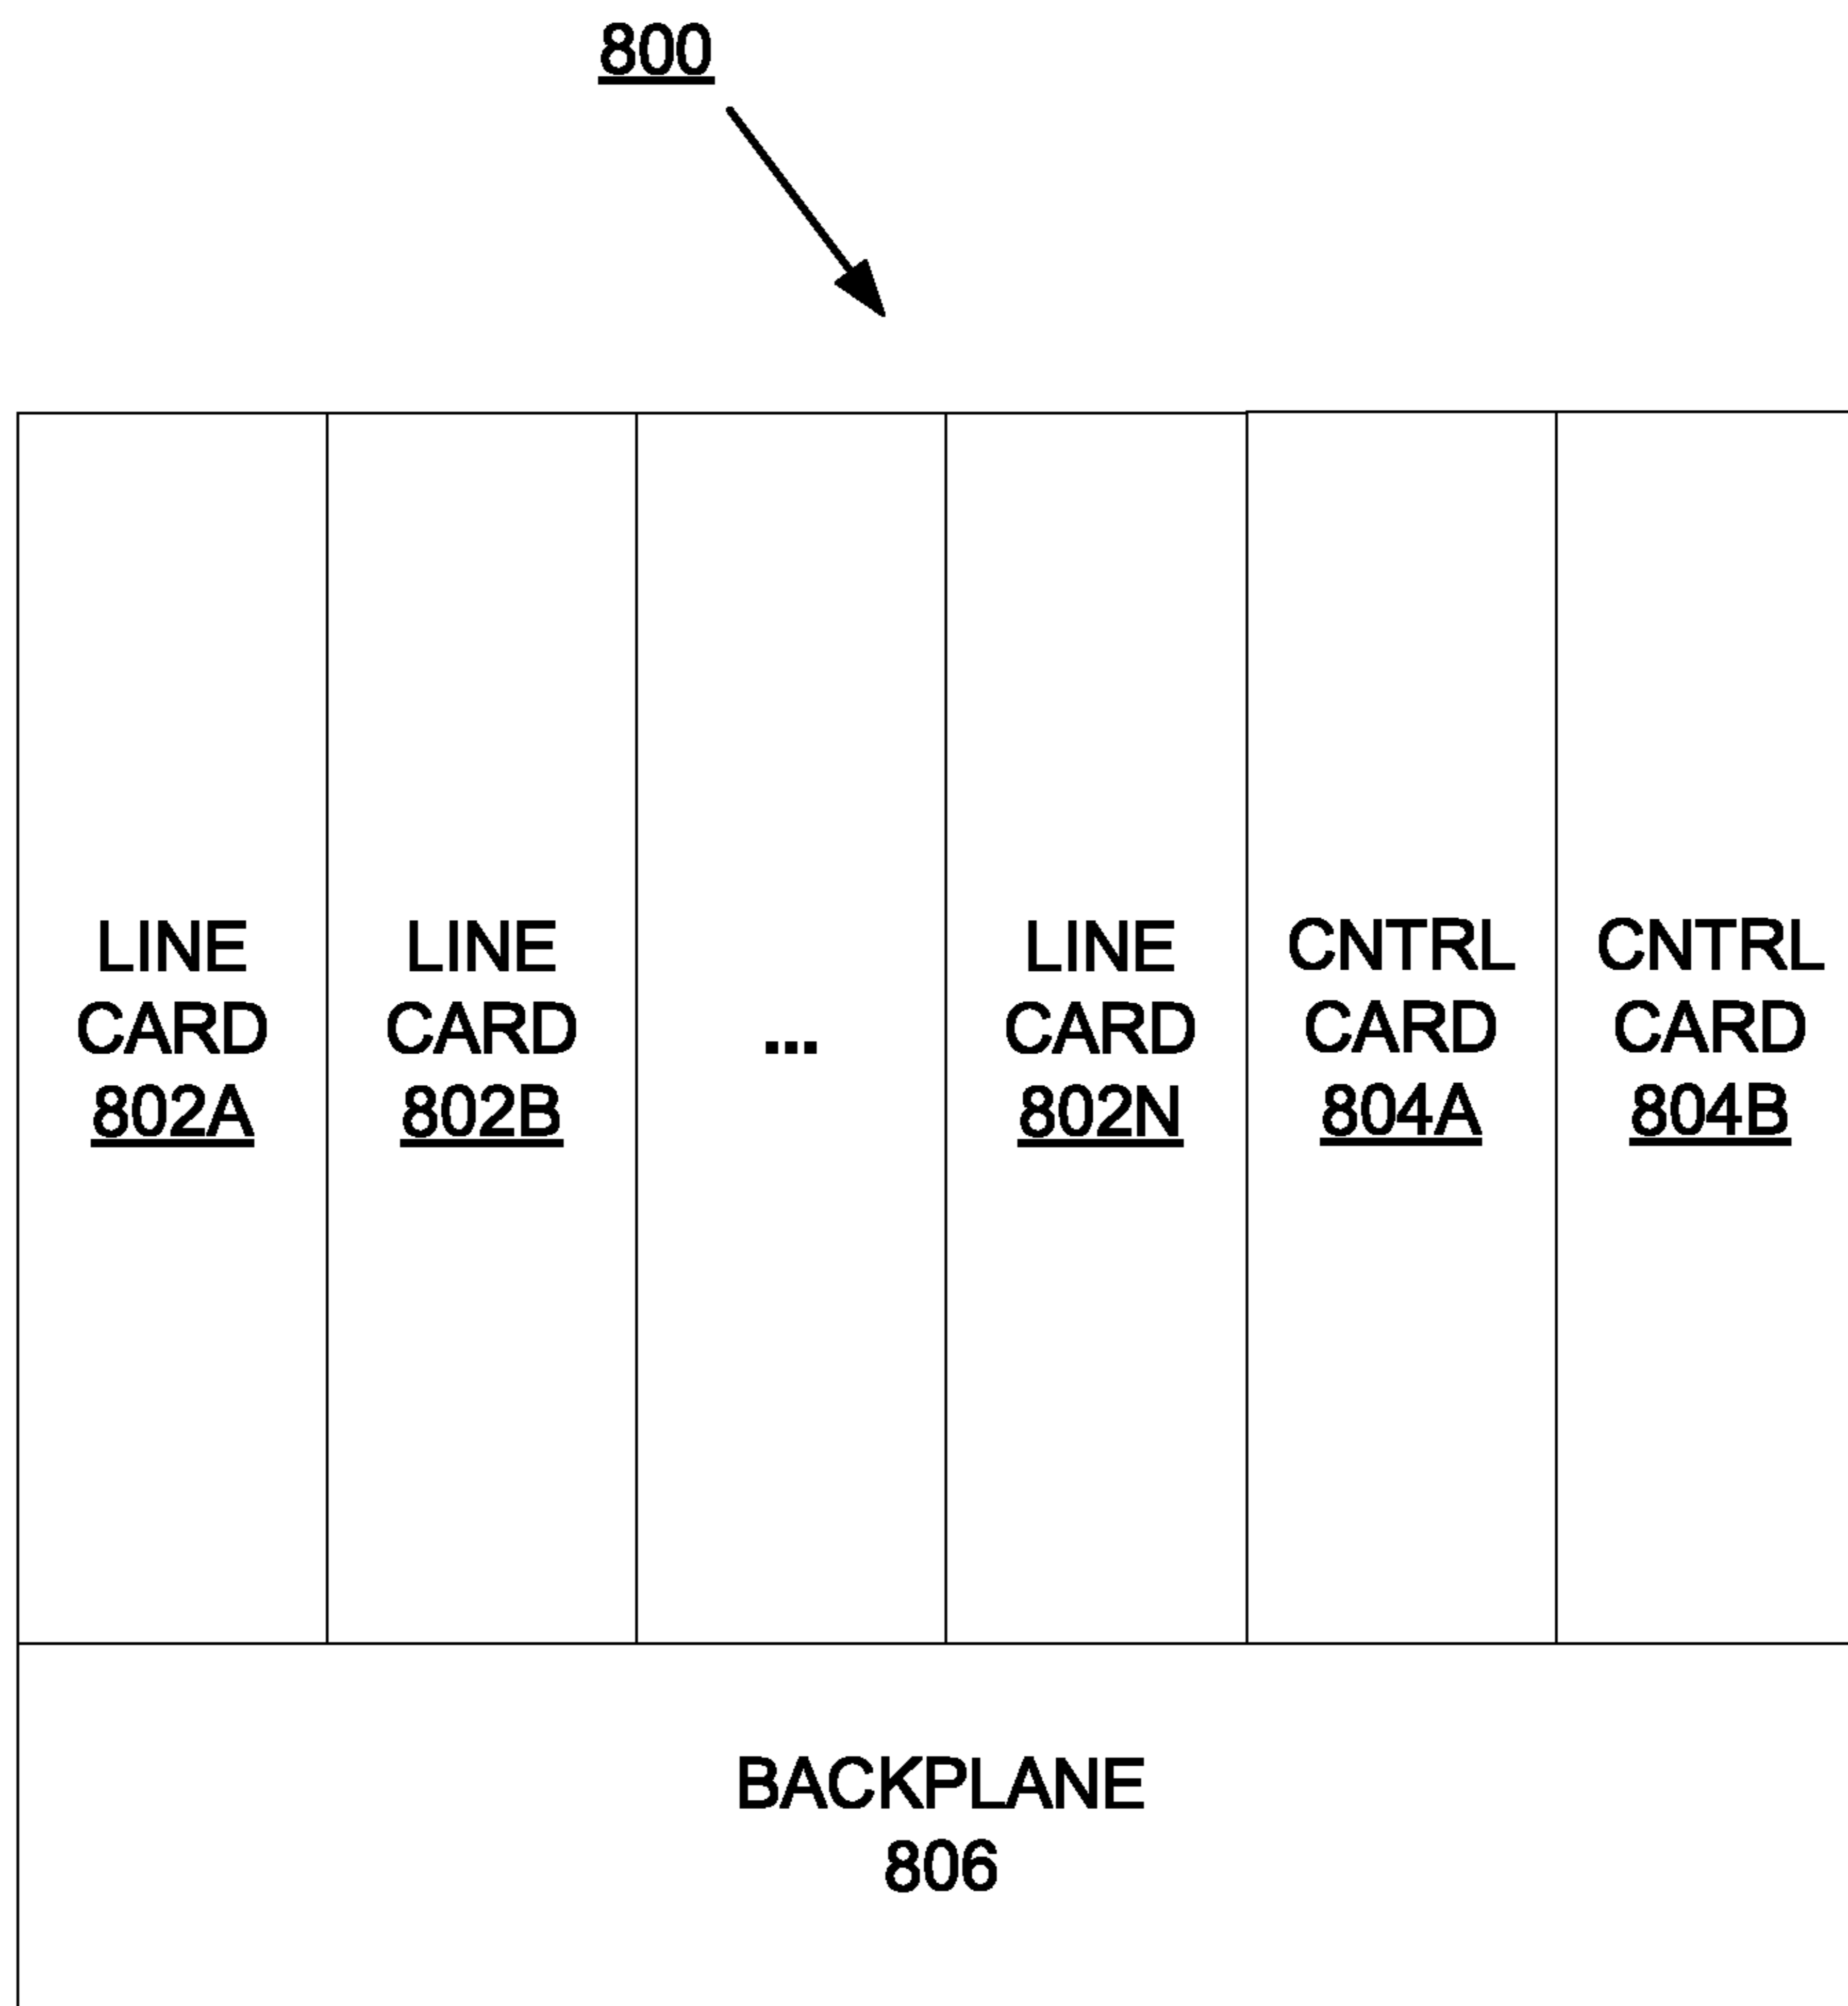 800
LINE
CARD
802A
LINE
CARD
802B
...
LINE
CARD
802N
CNTRL
CARD
804A
CNTRL
CARD
804B
BACKPLANE
806